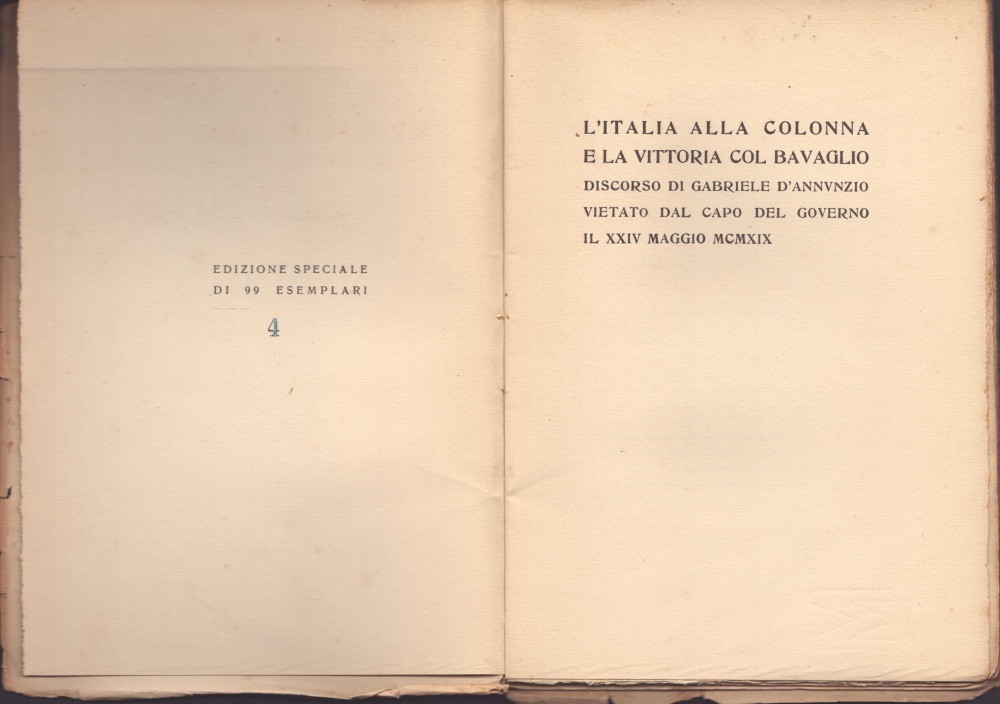 EDIZIONE SPECIALE
DI 99 ESEMPLARI
4
L'ITALIA ALLA COLONNA
E LA VITTORIA COL BAVAGLIO
DISCORSO DI GABRIELE D'ANNVNZIO
VIETATO DAL CAPO DEL GOVERNO
IL XXIV MAGGIO MCMXIX